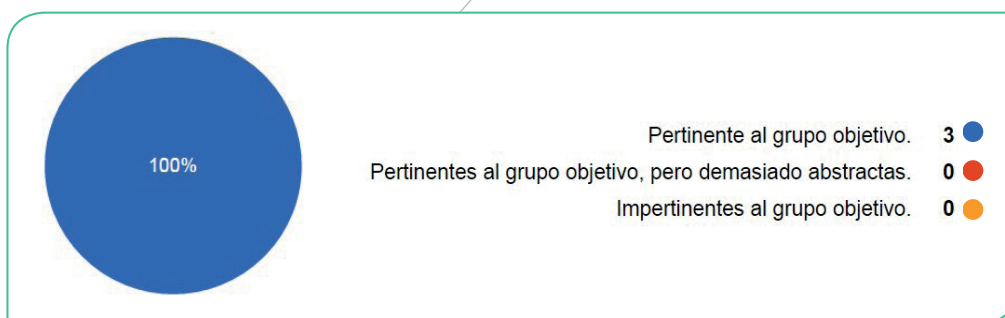 100%
Pertinente al grupo objetivo. 3
Pertinentes al grupo objetivo, pero demasiado abstractas. 0
Impertinentes al grupo objetivo. 0